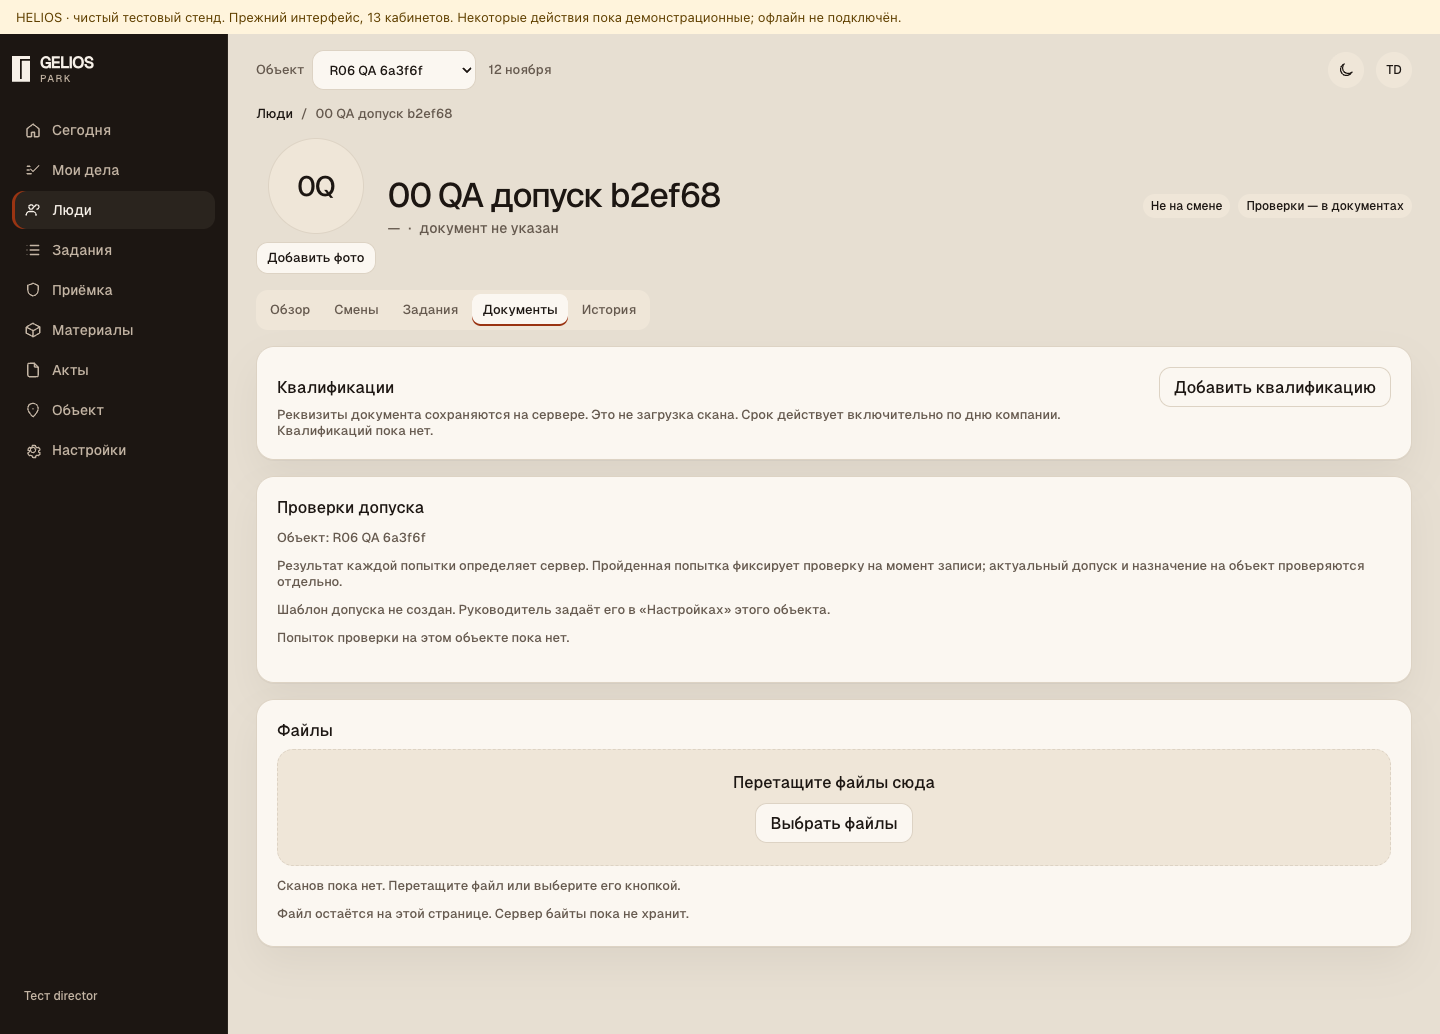 HELIOS · чистый тестовый стенд. Прежний интерфейс, 13 кабинетов. Некоторые действия пока демонстрационные; офлайн не подключён.
GELIOS
PARK
Объект
R06 QA 6a3f6f
12 ноября
TD
Сегодня
Мои дела
Люди
Задания
Приёмка
Материалы
Акты
Объект
Настройки
Тест director
Люди / 00 QA допуск b2ef68
0Q
00 QA допуск b2ef68
— · документ не указан
Не на смене
Проверки — в документах
Добавить фото
Обзор
Смены
Задания
Документы
История
Квалификации
Добавить квалификацию
Реквизиты документа сохраняются на сервере. Это не загрузка скана. Срок действует включительно по дню компании.
Квалификаций пока нет.
Проверки допуска
Объект: R06 QA 6a3f6f
Результат каждой попытки определяет сервер. Пройденная попытка фиксирует проверку на момент записи; актуальный допуск и назначение на объект проверяются
отдельно.
Шаблон допуска не создан. Руководитель задаёт его в «Настройках» этого объекта.
Попыток проверки на этом объекте пока нет.
Файлы
Перетащите файлы сюда
Выбрать файлы
Сканов пока нет. Перетащите файл или выберите его кнопкой.
Файл остаётся на этой странице. Сервер байты пока не хранит.